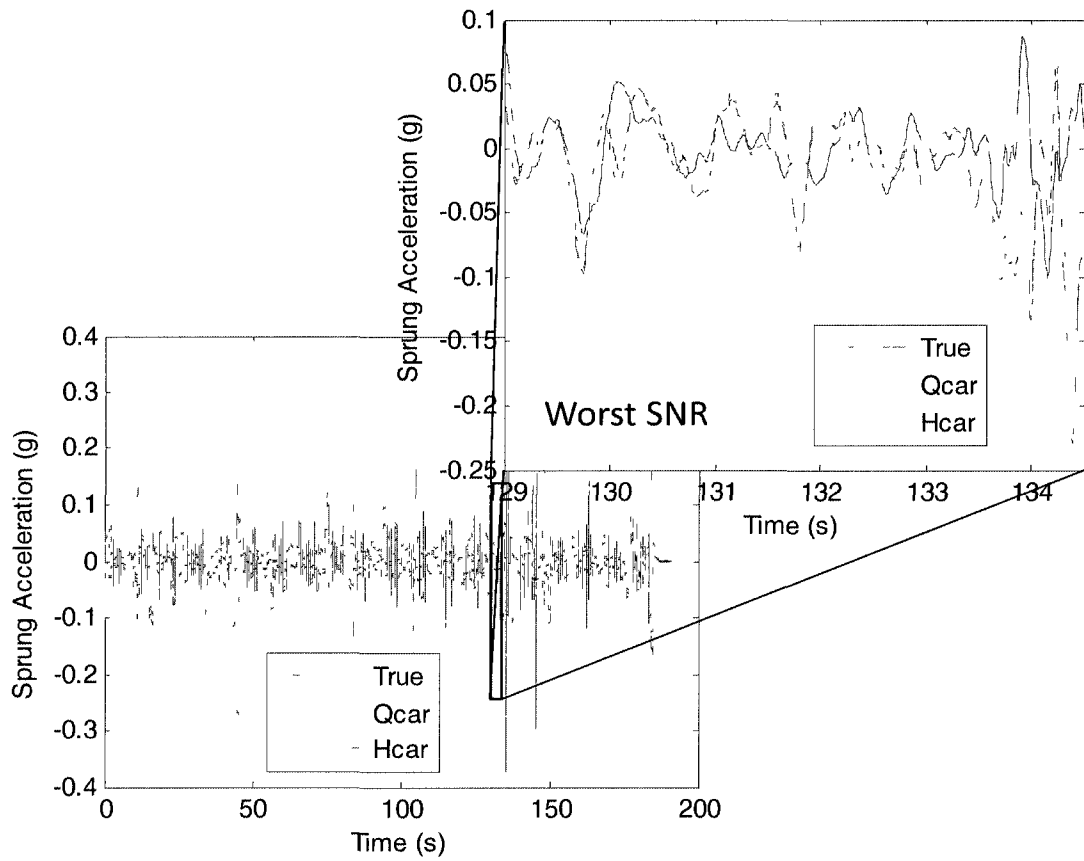 0.1
0.05
0
-0.05
-0.1
-0.15
-0.2
-0.25
Sprung Acceleration (g)
129
130
131
132
133
134
Time (s)
True
Qcar
Hcar
Worst SNR
0.4
0.3
0.2
0.1
0
-0.1
-0.2
-0.3
-0.4
Sprung Acceleration (g)
0
50
100
150
200
Time (s)
True
Qcar
Hcar